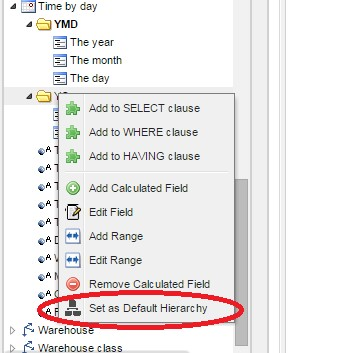 Time by day
YMD
The year
The month
The day
Add to SELECT clause
Add to WHERE clause
Add to HAVING clause
Add Calculated Field
Edit Field
Add Range
Edit Range
Remove Calculated Field
Set as Default Hierarchy
Warehouse
Warehouse class